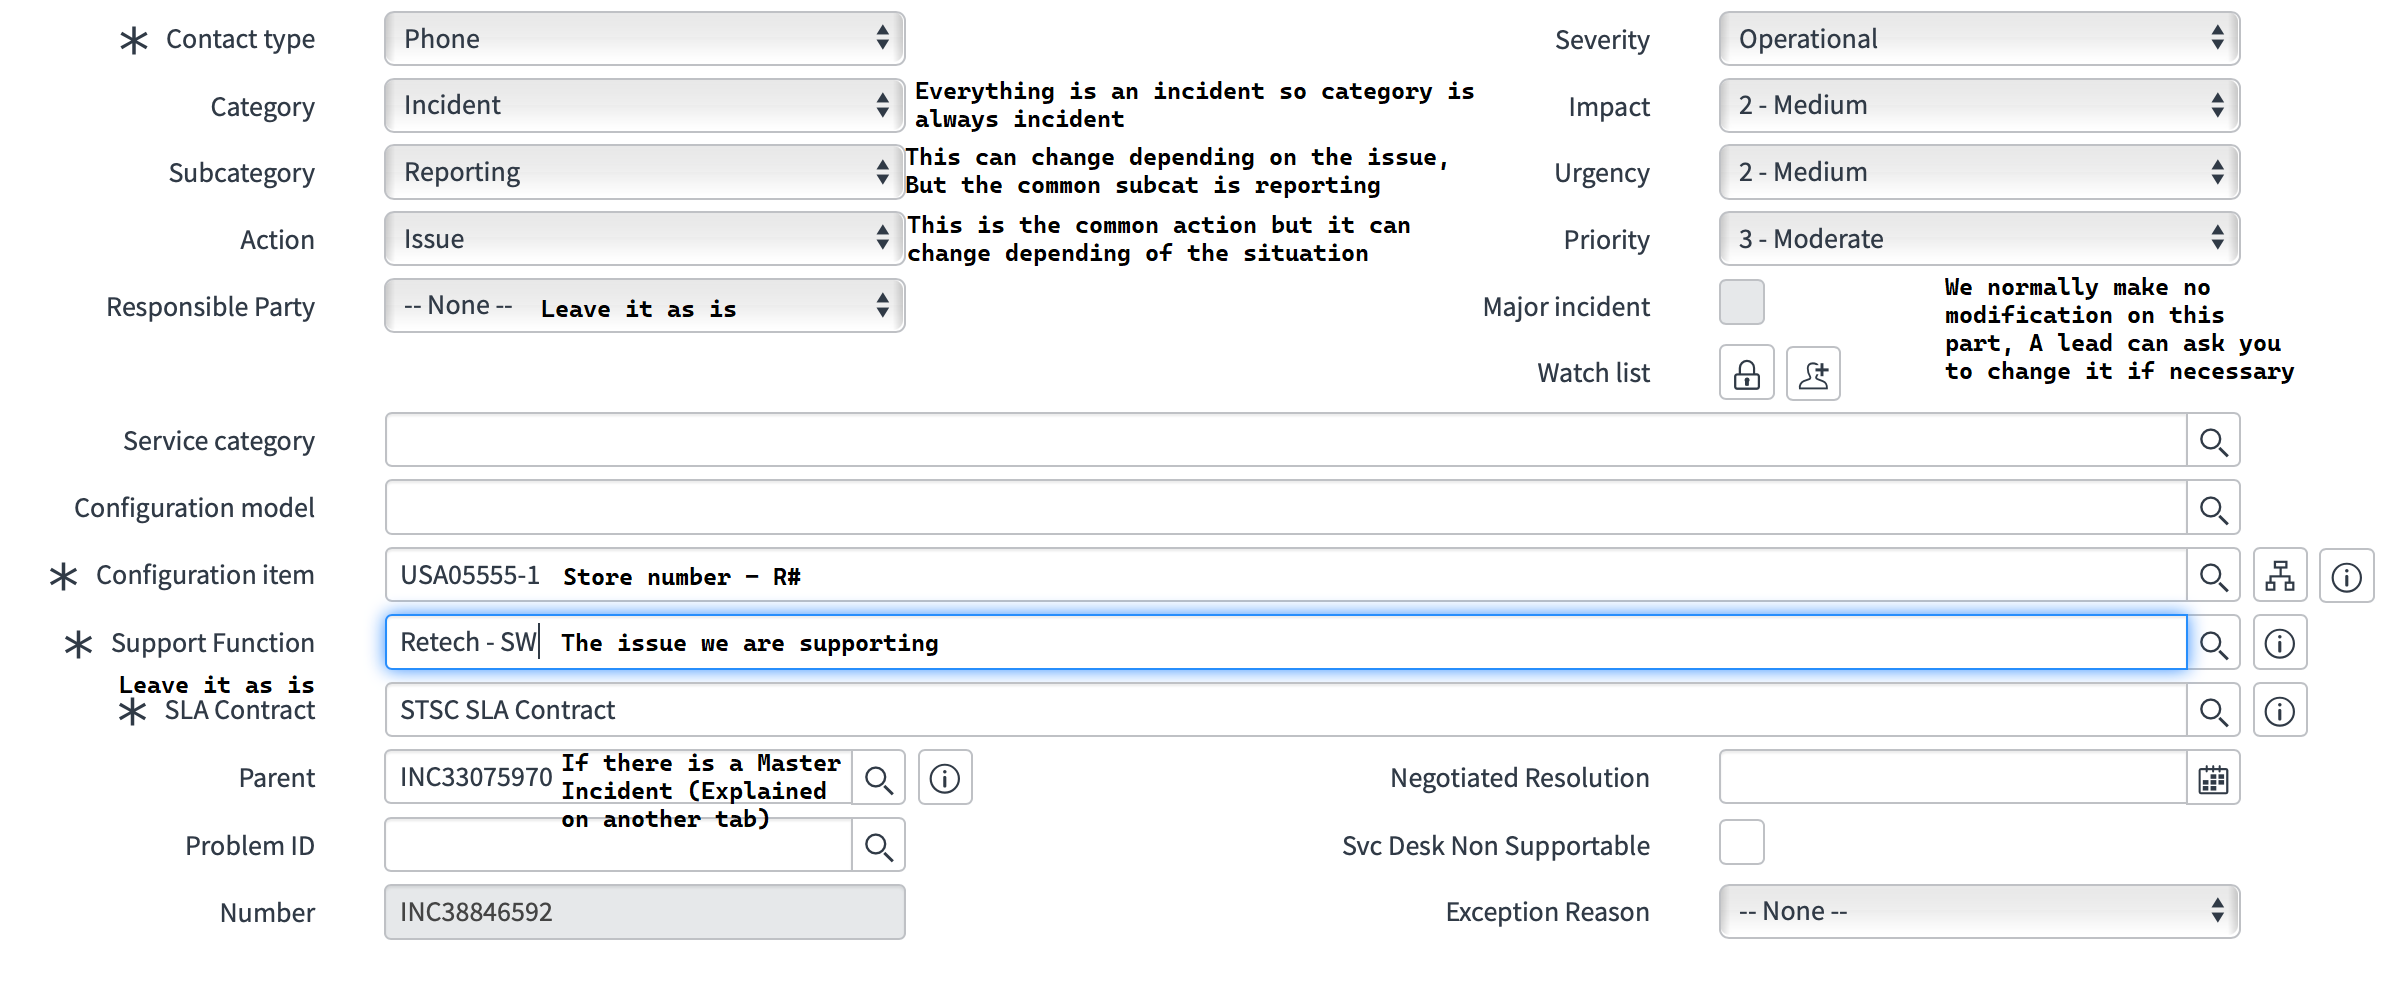 Contact type
Phone
Severity
Operational
Category
Incident
Everything is an incident so category is
always incident
Impact
2 - Medium
Subcategory
Reporting
This can change depending on the issue,
But the common subcat is reporting
Urgency
2 - Medium
Action
Issue
This is the common action but it can
change depending of the situation
Priority
3 - Moderate
Responsible Party
-- None --
Leave it as is
Major incident
We normally make no
modification on this
part, A lead can ask you
to change it if necessary
Watch list
Service category
Configuration model
Configuration item
USA05555-1
Store number - R#
Support Function
Retech - SW
The issue we are supporting
Leave it as is
SLA Contract
STSC SLA Contract
Parent
INC33075970
If there is a Master
Incident (Explained
on another tab)
Negotiated Resolution
Problem ID
Svc Desk Non Supportable
Number
INC38846592
Exception Reason
-- None --